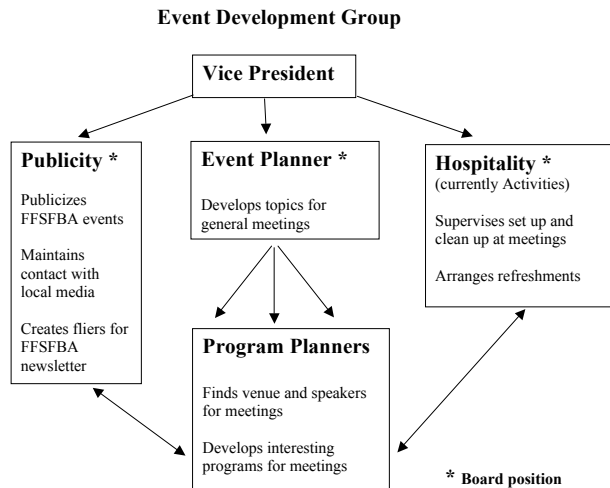 Event Development Group
Vice President
Publicity *
Publicizes
FFSFBA events
Maintains
contact with
local media
Creates fliers for
FFSFBA
newsletter
Event Planner *
Develops topics for
general meetings
Hospitality *
(currently Activities)
Supervises set up and
clean up at meetings
Arranges refreshments
Program Planners
Finds venue and speakers
for meetings
Develops interesting
programs for meetings
* Board position